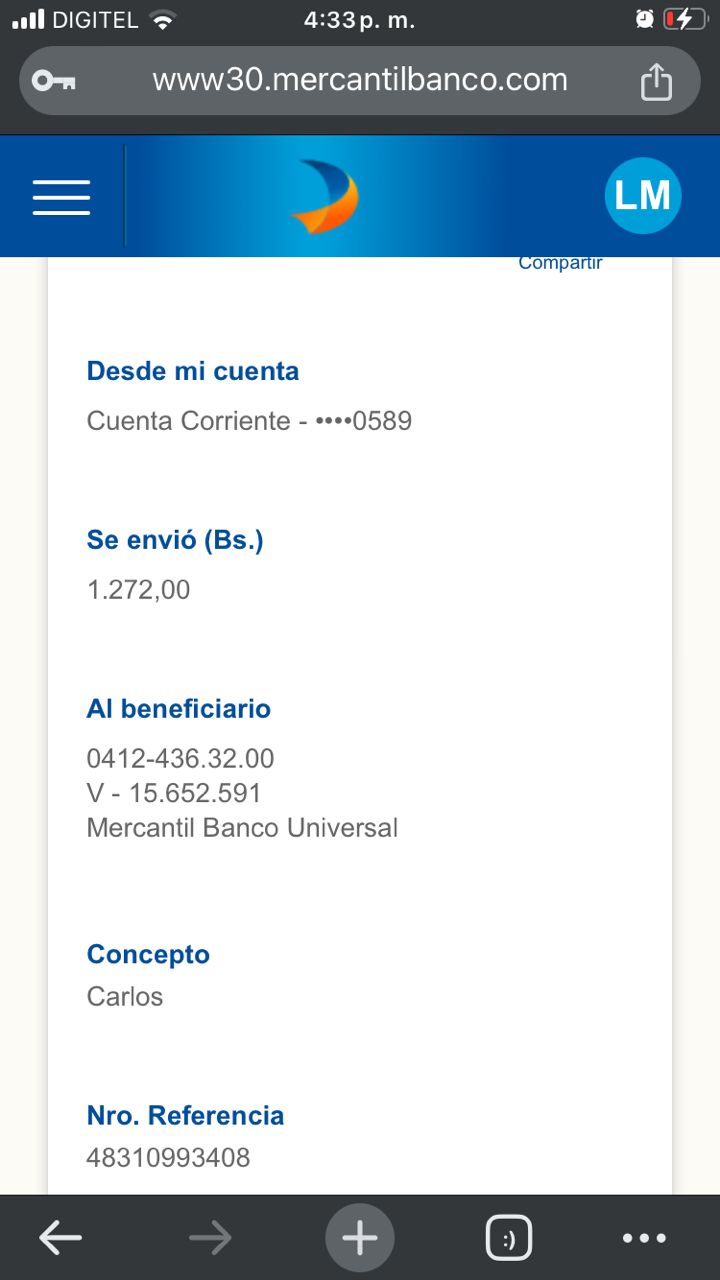 DIGITEL 4:33 p. m.
www30.mercantilbanco.com
LM
Compartir
Desde mi cuenta
Cuenta Corriente - ••••0589
Se envió (Bs.)
1.272,00
Al beneficiario
0412-436.32.00
V - 15.652.591
Mercantil Banco Universal
Concepto
Carlos
Nro. Referencia
48310993408
:)